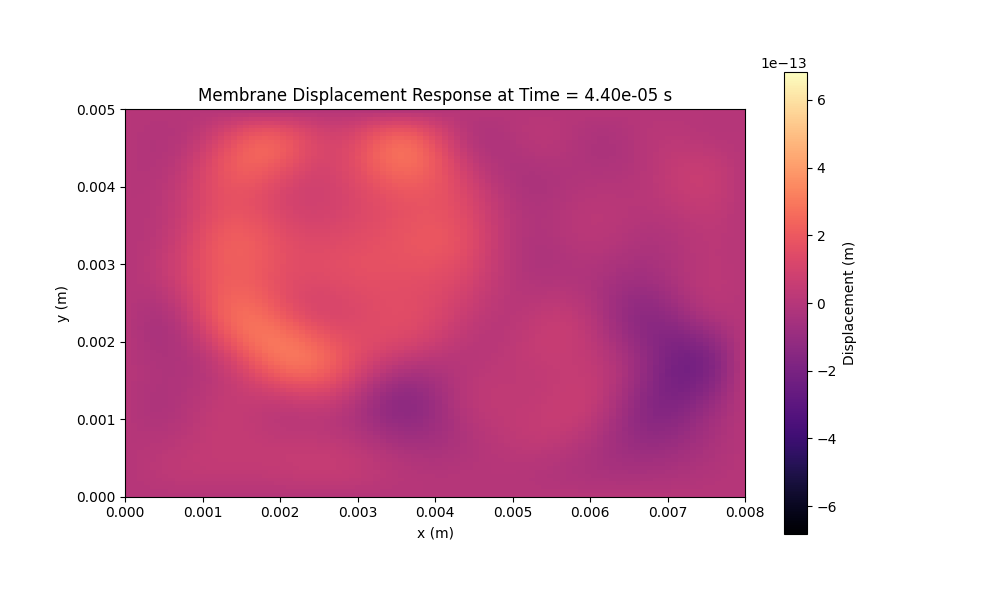 1e−13
Membrane Displacement Response at Time = 4.40e-05 s
0.005
0.004
0.003
0.002
0.001
0.000
y (m)
0.000 0.001 0.002 0.003 0.004 0.005 0.006 0.007 0.008
x (m)
6
4
2
0
−2
−4
−6
Displacement (m)